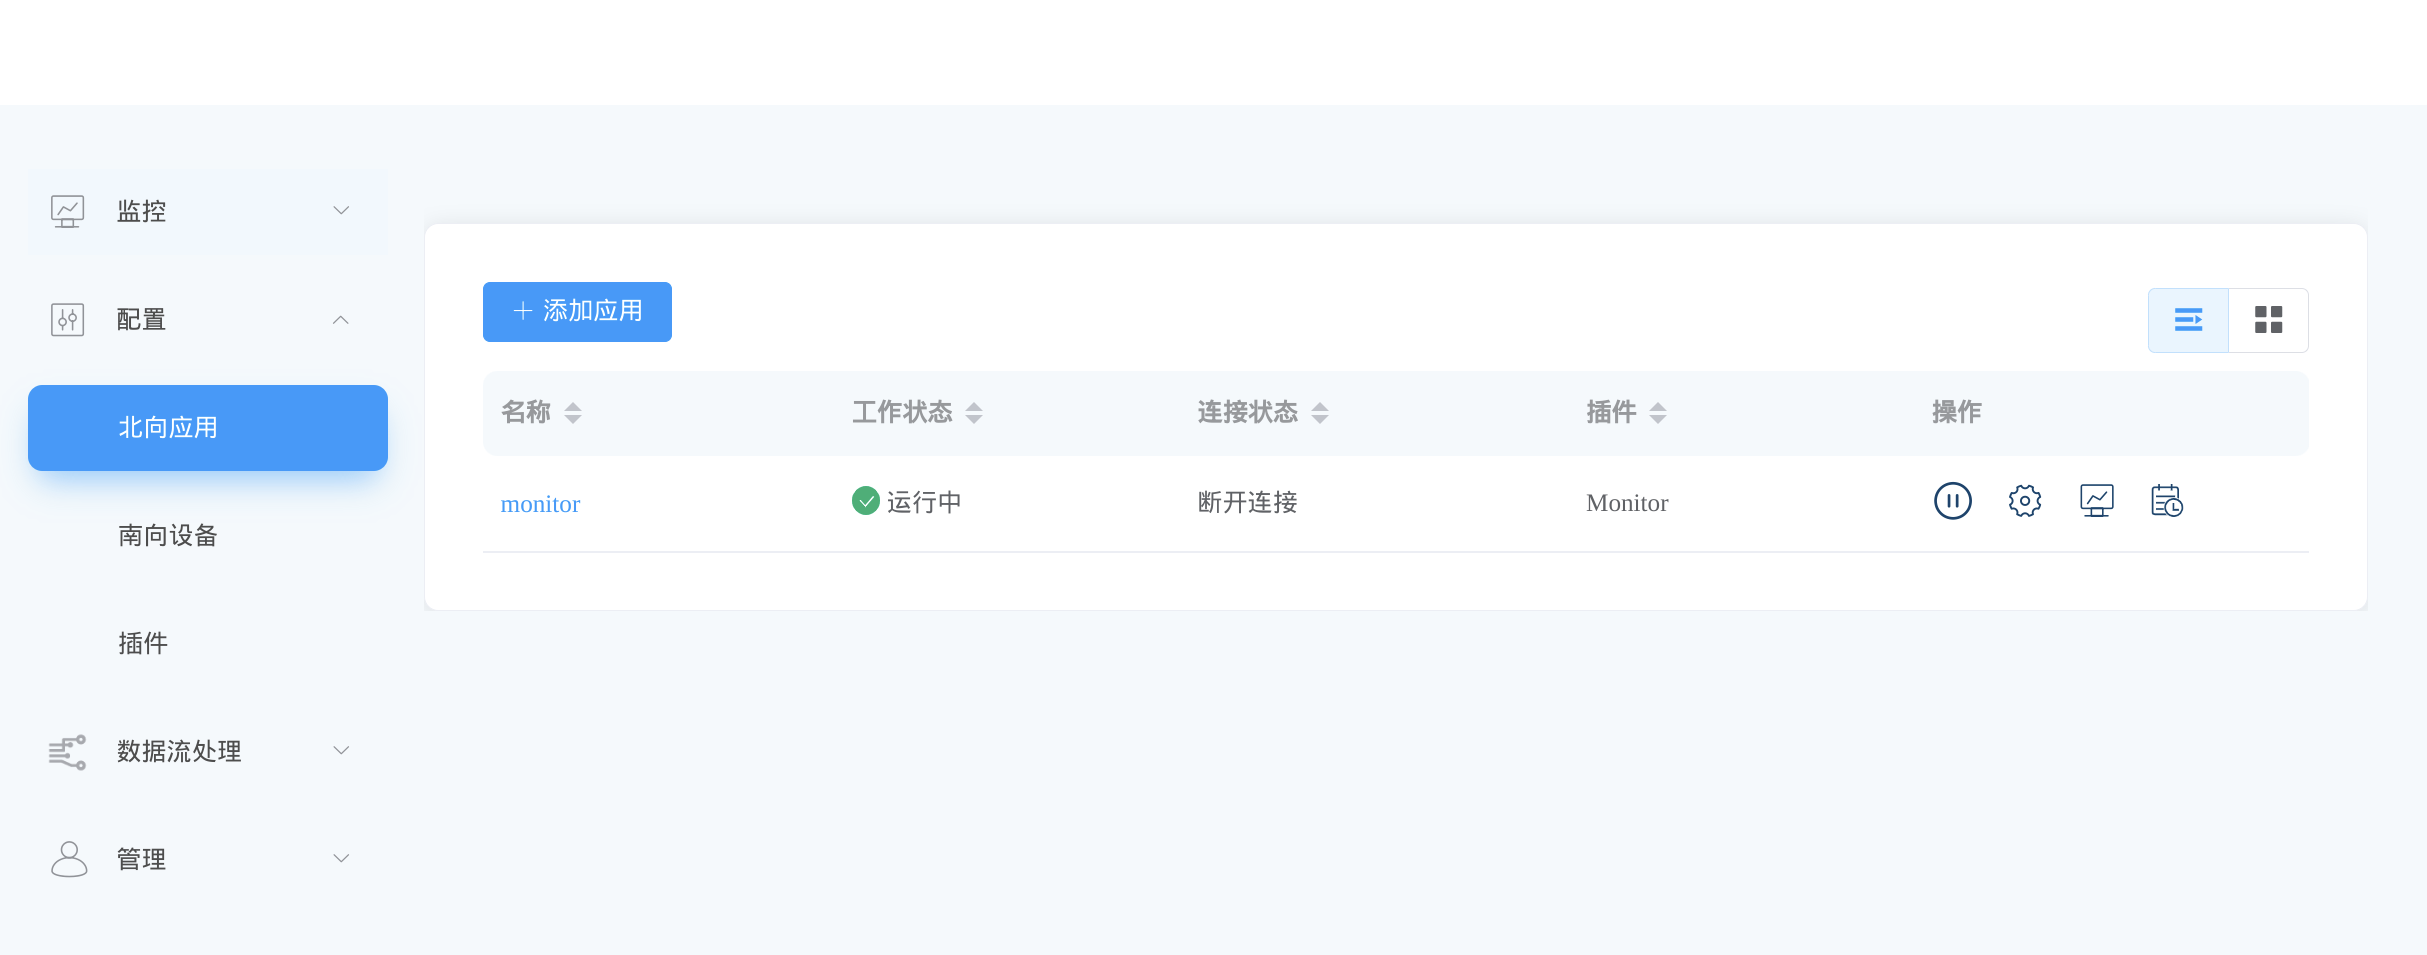 监控
配置
北向应用
南向设备
插件
数据流处理
管理
添加应用
名称 工作状态 连接状态 插件 操作
monitor 运行中 断开连接 Monitor